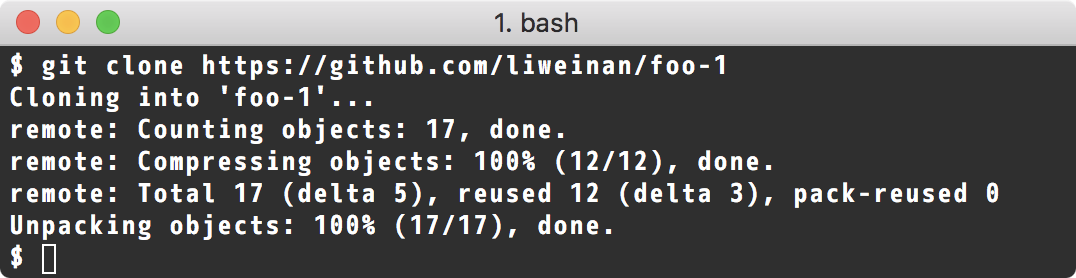 1. bash
$ git clone https://github.com/liweinan/foo-1
Cloning into 'foo-1'...
remote: Counting objects: 17, done.
remote: Compressing objects: 100% (12/12), done.
remote: Total 17 (delta 5), reused 12 (delta 3), pack-reused 0
Unpacking objects: 100% (17/17), done.
$